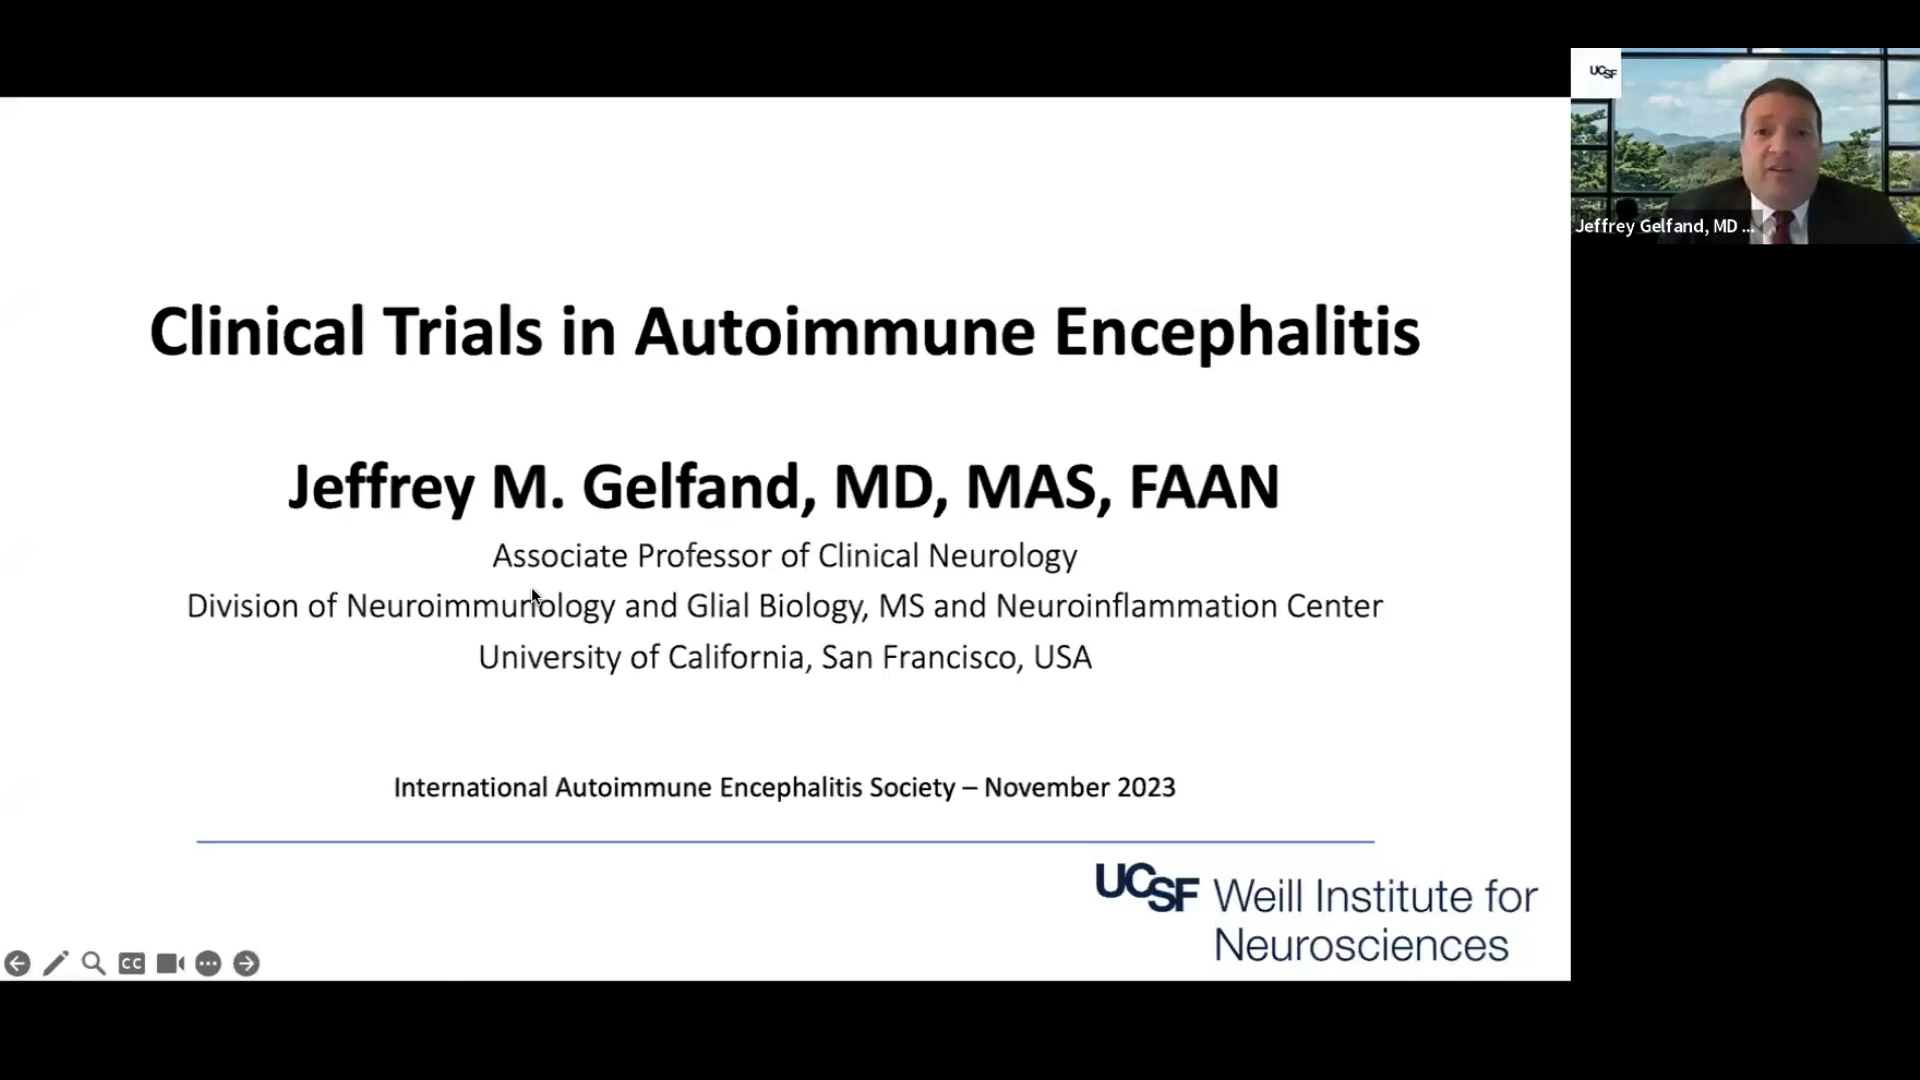 UCSF
Jeffrey Gelfand, MD ...
Clinical Trials in Autoimmune Encephalitis
Jeffrey M. Gelfand, MD, MAS, FAAN
Associate Professor of Clinical Neurology
Division of Neuroimmunology and Glial Biology, MS and Neuroinflammation Center
University of California, San Francisco, USA
International Autoimmune Encephalitis Society – November 2023
UCSF Weill Institute for
Neurosciences
CC